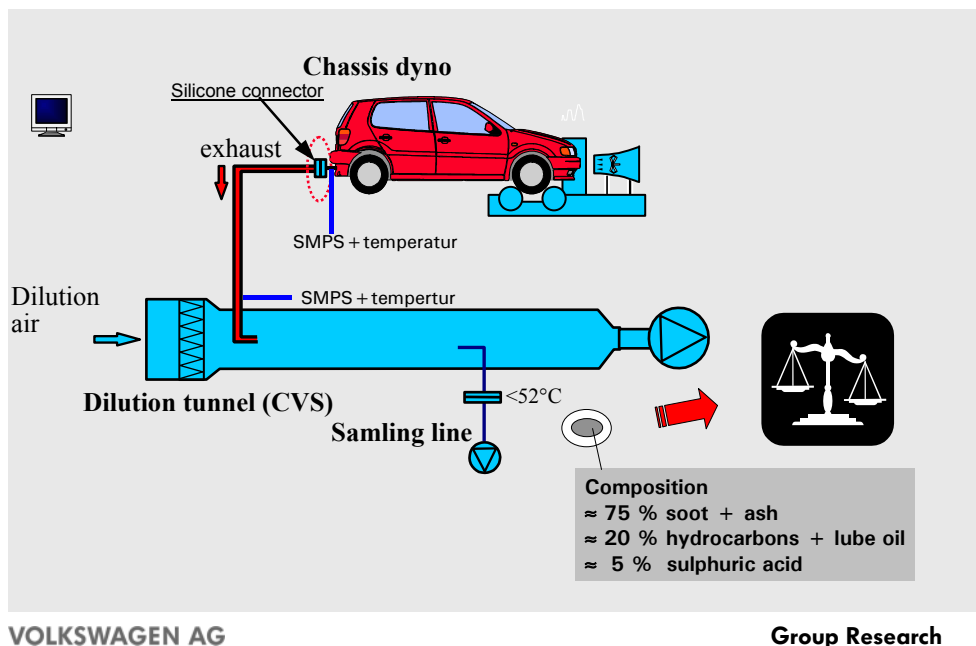 Chassis dyno
Silicone connector
exhaust
SMPS + temperatur
Dilution
air
SMPS + tempertur
Dilution tunnel (CVS)
<52°C
Samling line
Composition
≈ 75 % soot + ash
≈ 20 % hydrocarbons + lube oil
≈ 5 % sulphuric acid
VOLKSWAGEN AG
Group Research